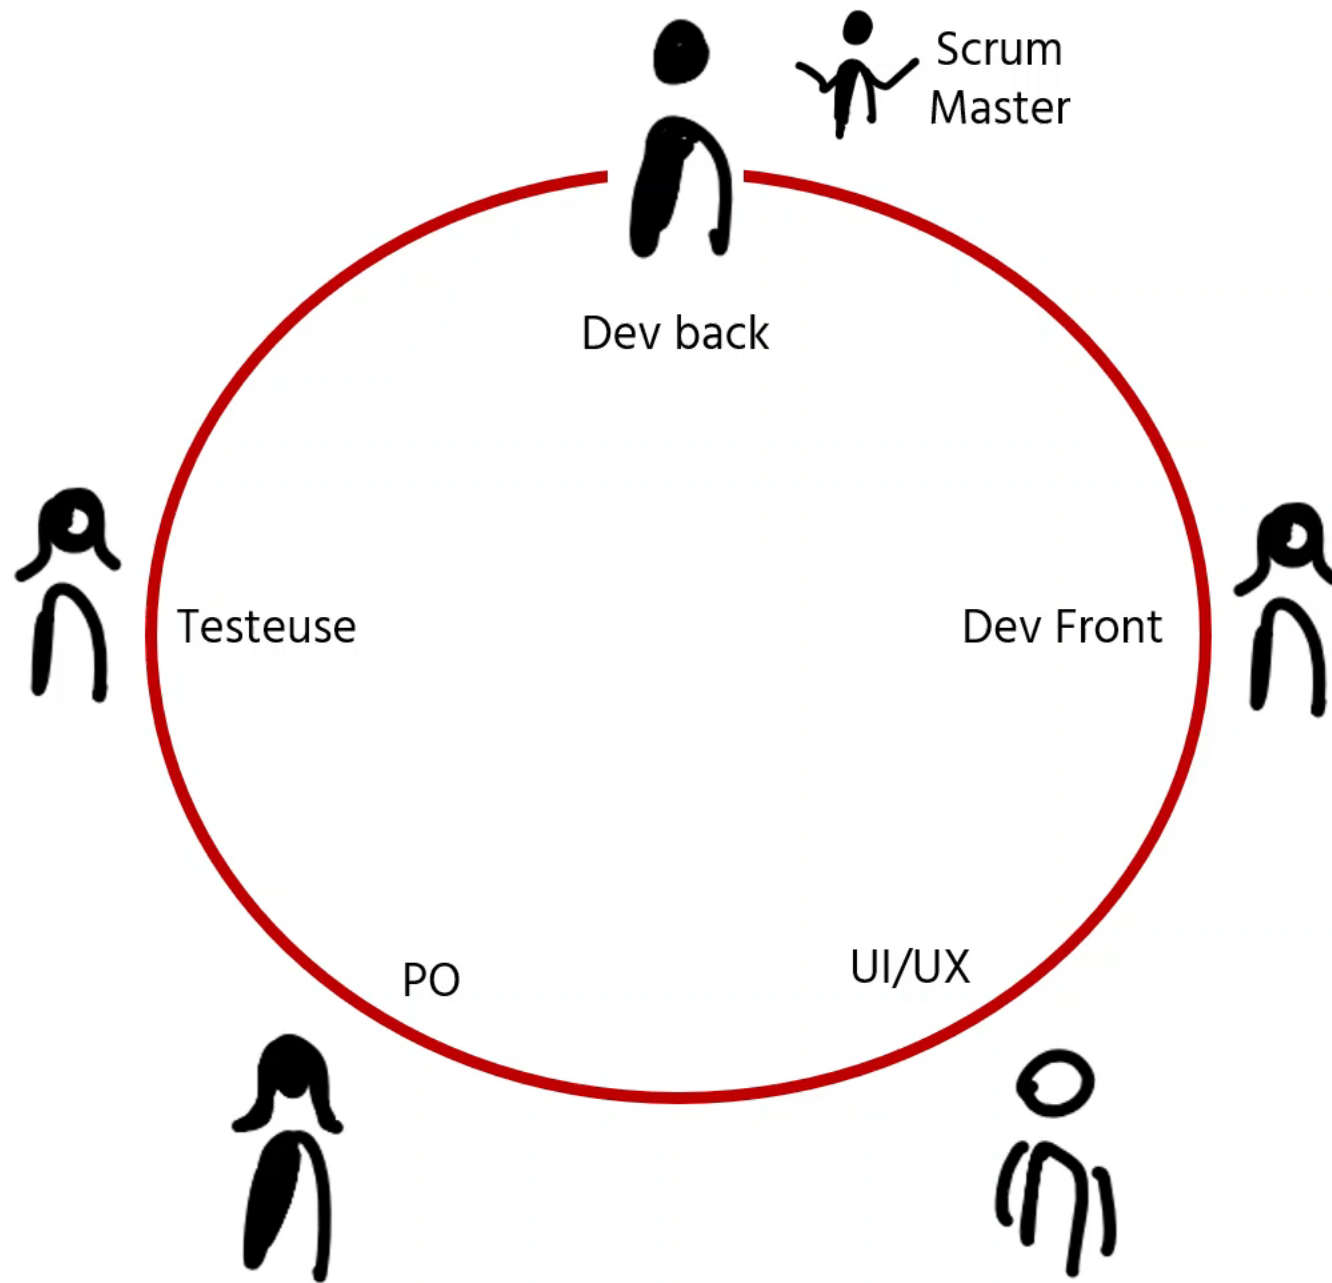 Scrum
Master
Dev back
Testeuse
Dev Front
PO
UI/UX